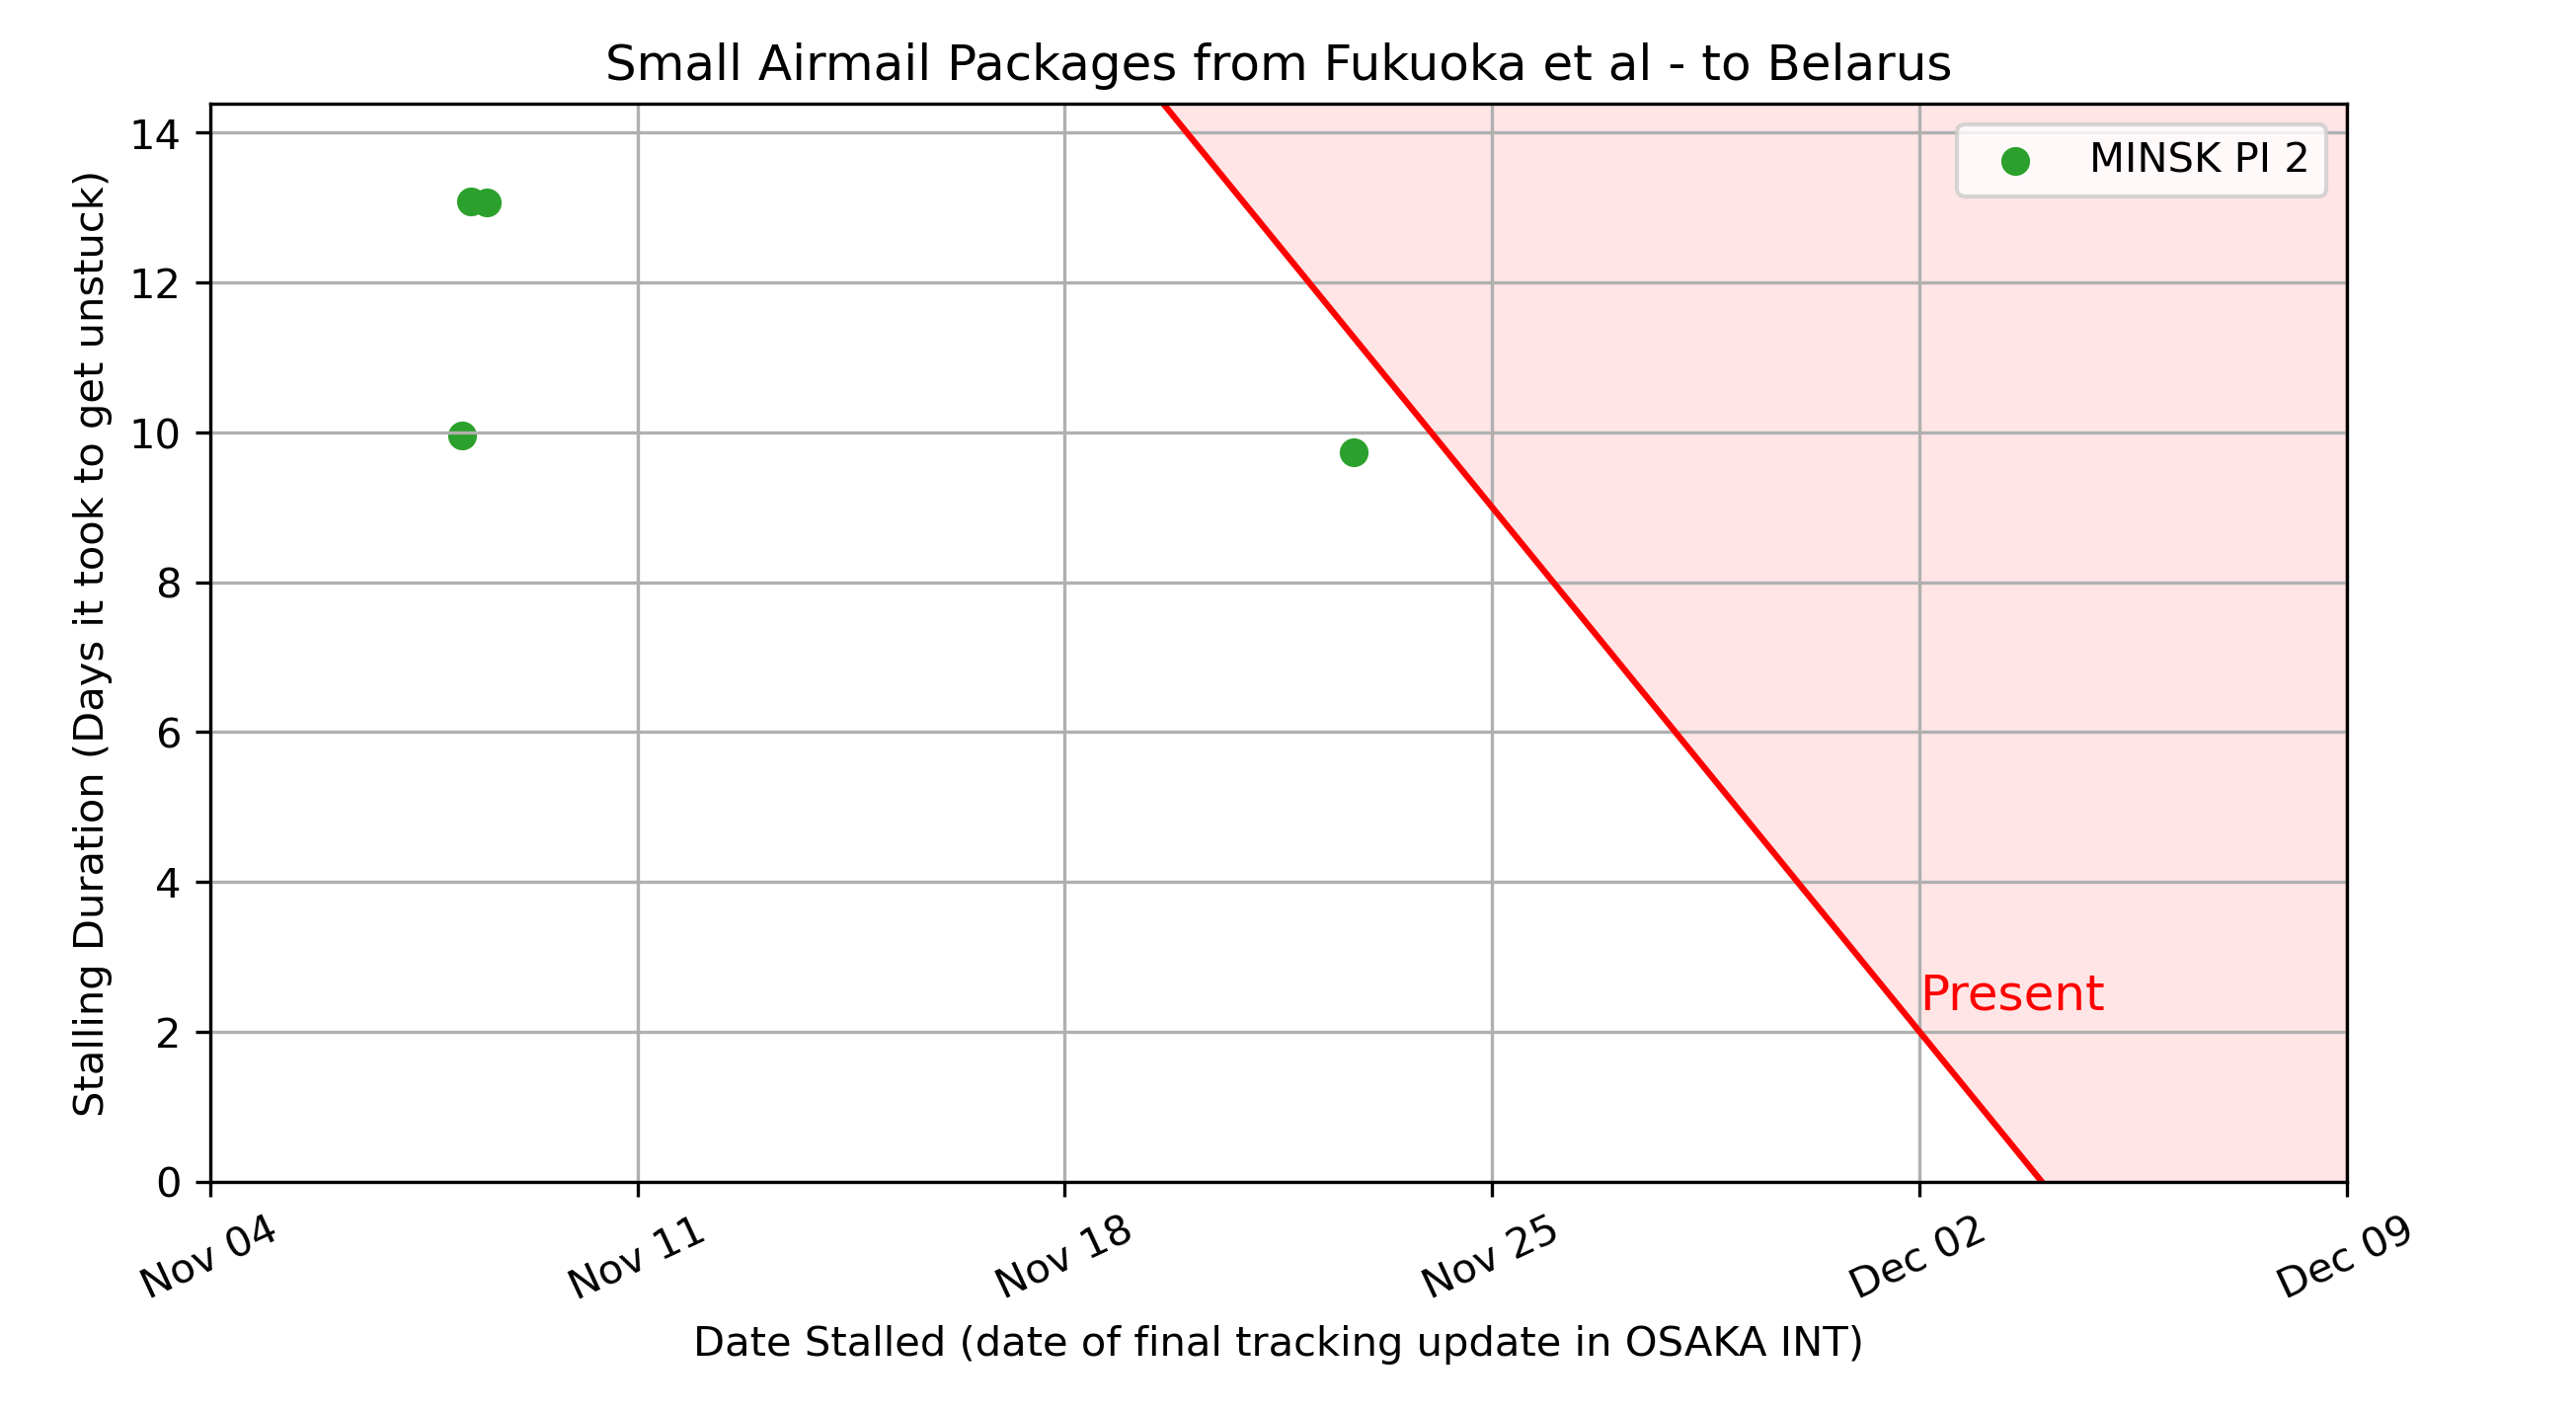 Small Airmail Packages from Fukuoka et al - to Belarus
MINSK PI 2
Stalling Duration (Days it took to get unstuck)
14
12
10
8
6
4
2
0
Present
Nov 04
Nov 11
Nov 18
Nov 25
Dec 02
Dec 09
Date Stalled (date of final tracking update in OSAKA INT)